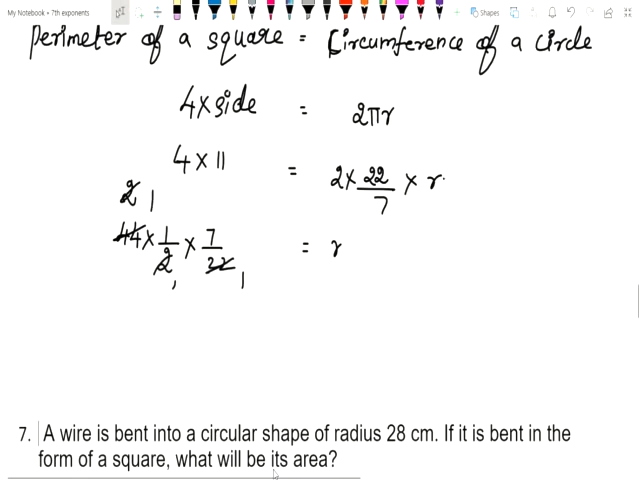 My Notebook • 7th exponents
Shapes
Perimeter of a square = Circumference of a circle
4 × side = 2πr
4 × 11 = 2 × 22/7 × r
2 1
44 × 1/2 × 7/22 = r
1 1
7. A wire is bent into a circular shape of radius 28 cm. If it is bent in the
form of a square, what will be its area?